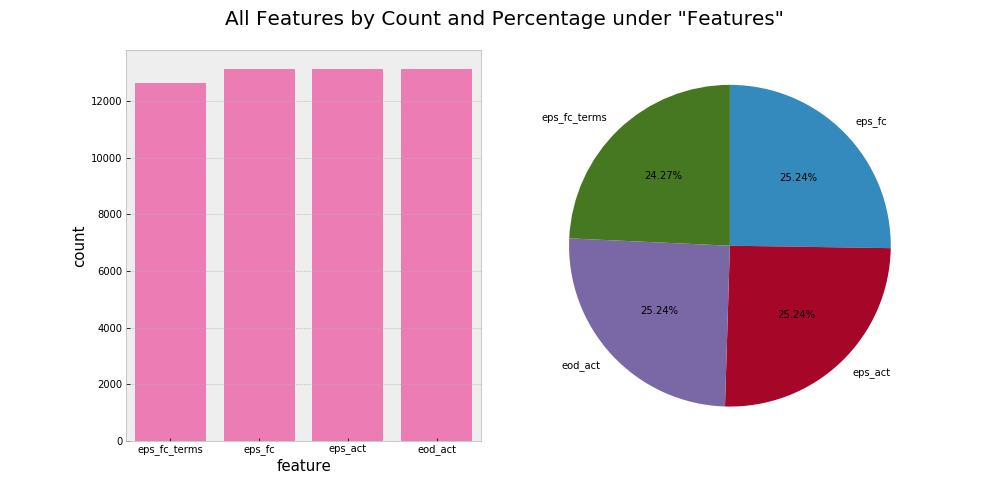 All Features by Count and Percentage under "Features"
count
12000
10000
8000
6000
4000
2000
0
eps_fc_terms
eps_fc
eps_act
eod_act
feature
eps_fc_terms
eps_fc
24.27%
25.24%
25.24%
25.24%
eod_act
eps_act